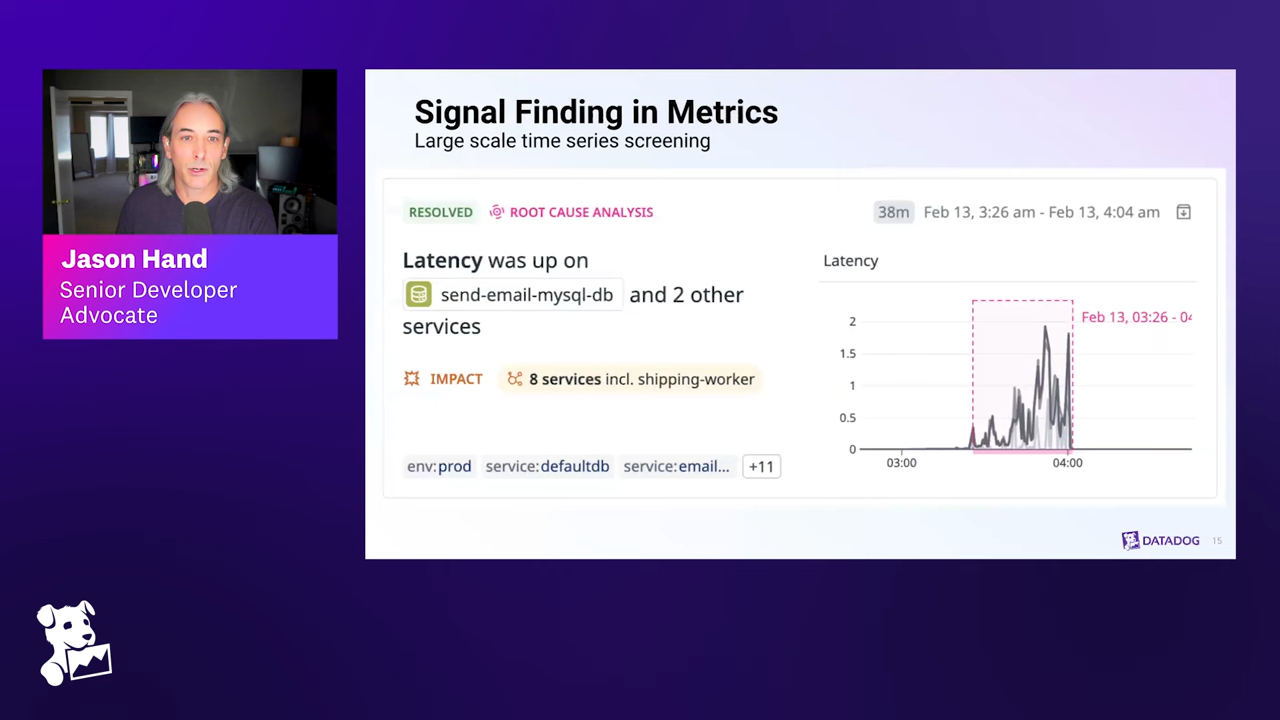 Jason Hand
Senior Developer
Advocate
Signal Finding in Metrics
Large scale time series screening
RESOLVED ROOT CAUSE ANALYSIS
38m Feb 13, 3:26 am - Feb 13, 4:04 am
Latency was up on
send-email-mysql-db and 2 other
services
IMPACT 8 services incl. shipping-worker
env:prod service:defaultdb service:email... +11
Latency
Feb 13, 03:26 - 04
2
1.5
1
0.5
0
03:00 04:00
DATADOG 15